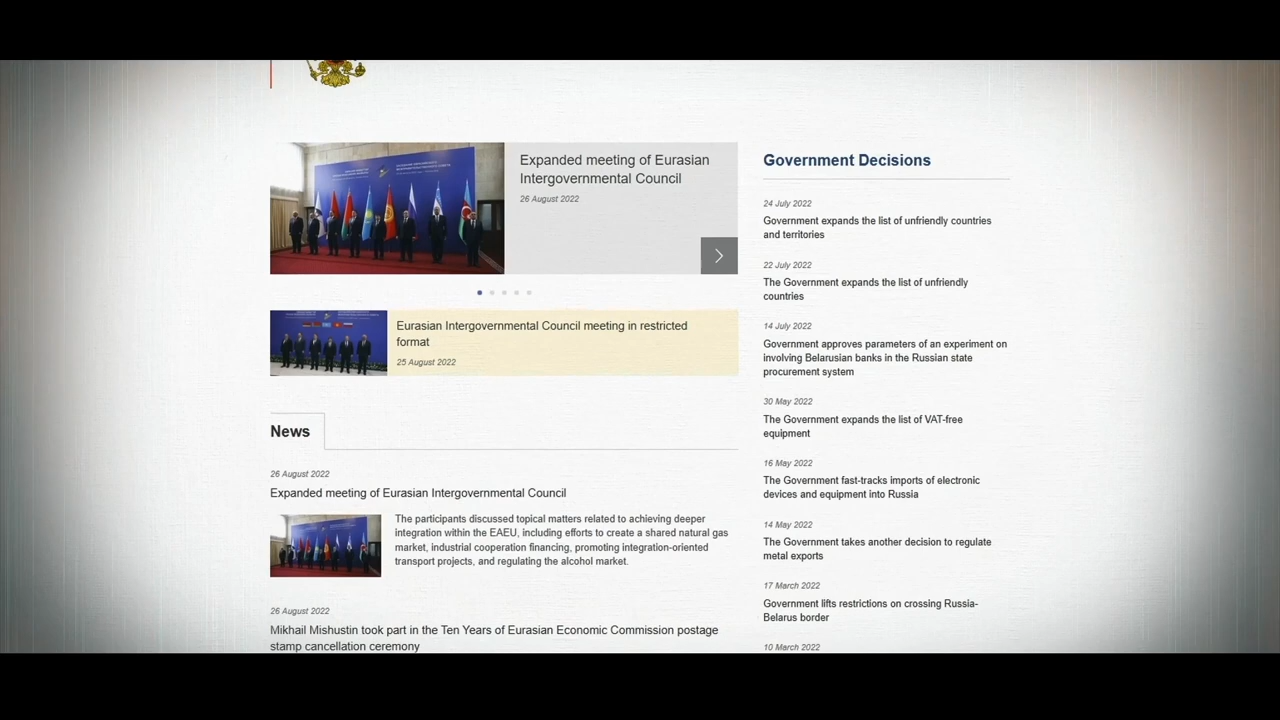 Expanded meeting of Eurasian
Intergovernmental Council
26 August 2022
Eurasian Intergovernmental Council meeting in restricted
format
25 August 2022
News
26 August 2022
Expanded meeting of Eurasian Intergovernmental Council
The participants discussed topical matters related to achieving deeper
integration within the EAEU, including efforts to create a shared natural gas
market, industrial cooperation financing, promoting integration-oriented
transport projects, and regulating the alcohol market.
26 August 2022
Mikhail Mishustin took part in the Ten Years of Eurasian Economic Commission postage
stamp cancellation ceremony
Government Decisions
24 July 2022
Government expands the list of unfriendly countries
and territories
22 July 2022
The Government expands the list of unfriendly
countries
14 July 2022
Government approves parameters of an experiment on
involving Belarusian banks in the Russian state
procurement system
30 May 2022
The Government expands the list of VAT-free
equipment
16 May 2022
The Government fast-tracks imports of electronic
devices and equipment into Russia
14 May 2022
The Government takes another decision to regulate
metal exports
17 March 2022
Government lifts restrictions on crossing Russia-
Belarus border
10 March 2022